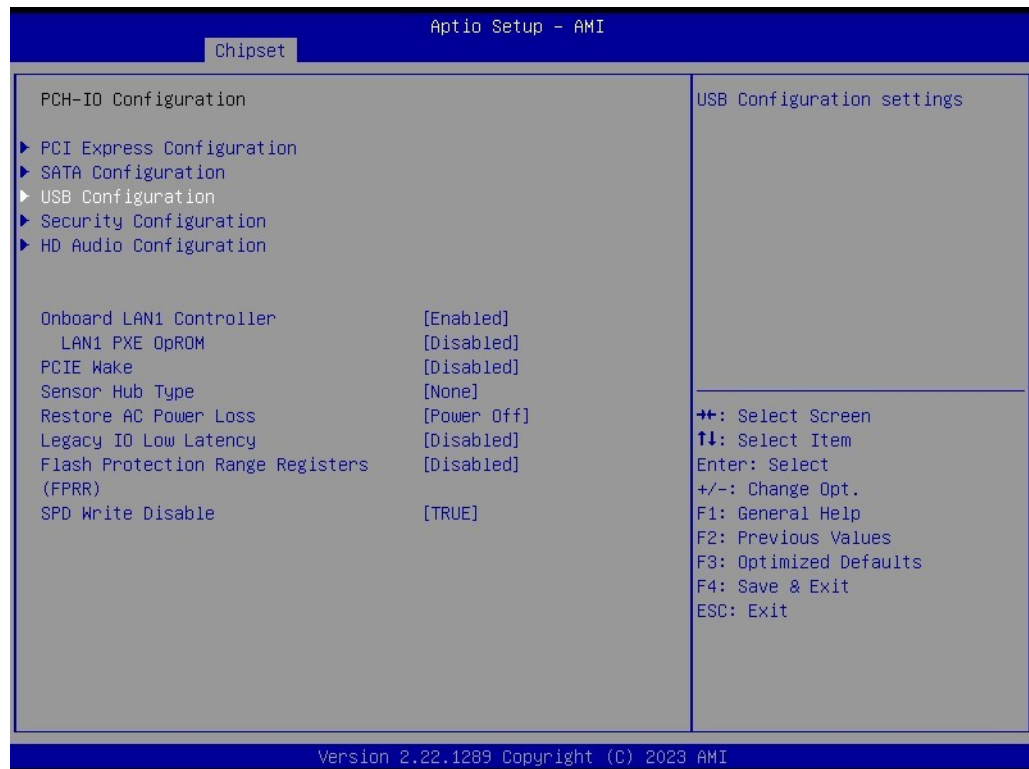 Aptio Setup – AMI
Chipset
PCH-IO Configuration
▶ PCI Express Configuration
▶ SATA Configuration
▶ USB Configuration
▶ Security Configuration
▶ HD Audio Configuration
Onboard LAN1 Controller [Enabled]
LAN1 PXE OpROM [Disabled]
PCIE Wake [Disabled]
Sensor Hub Type [None]
Restore AC Power Loss [Power Off]
Legacy IO Low Latency [Disabled]
Flash Protection Range Registers [Disabled]
(FPRR)
SPD Write Disable [TRUE]
USB Configuration settings
→←: Select Screen
↑↓: Select Item
Enter: Select
+/-: Change Opt.
F1: General Help
F2: Previous Values
F3: Optimized Defaults
F4: Save & Exit
ESC: Exit
Version 2.22.1289 Copyright (C) 2023 AMI